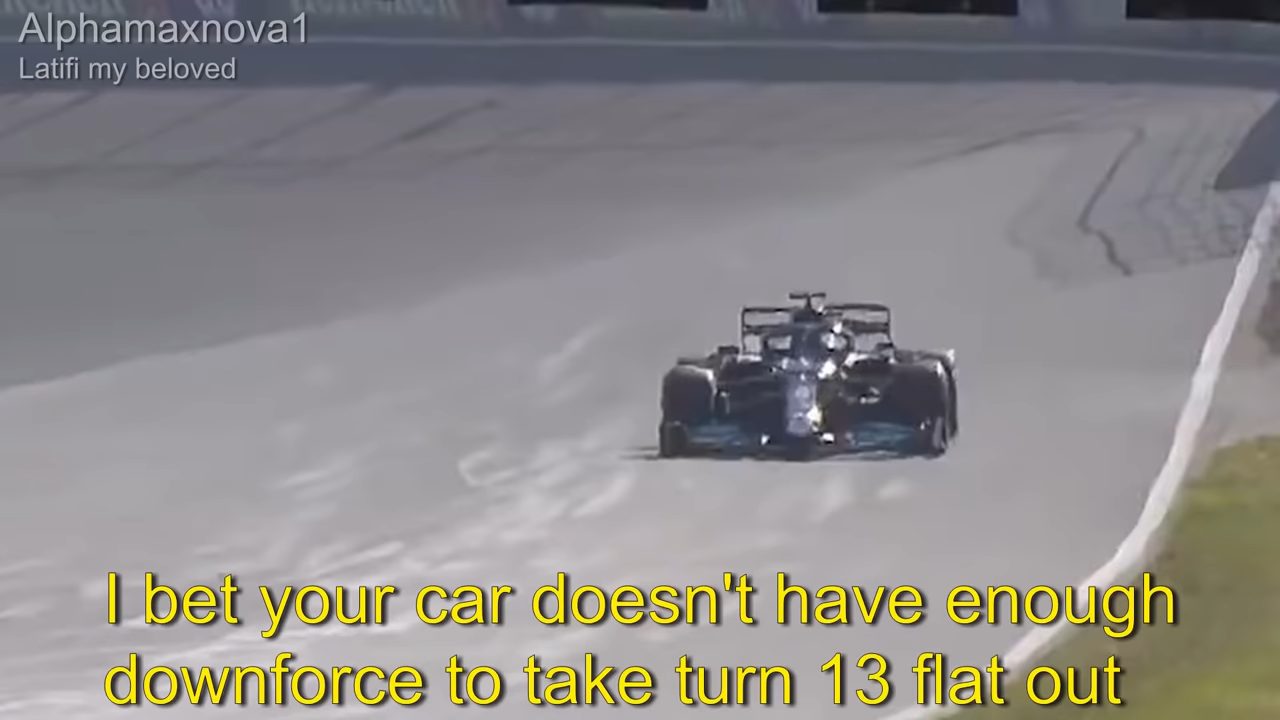 Alphamaxnova1
Latifi my beloved
I bet your car doesn't have enough
downforce to take turn 13 flat out